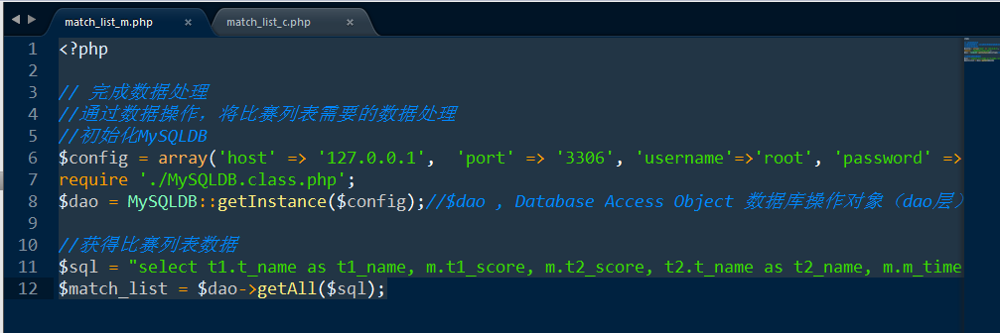 match_list_m.php × match_list_c.php ×
1 <?php
2
3 // 完成数据处理
4 //通过数据操作，将比赛列表需要的数据处理
5 //初始化MySQLDB
6 $config = array('host' => '127.0.0.1',  'port' => '3306', 'username'=>'root', 'password' =>
7 require './MySQLDB.class.php';
8 $dao = MySQLDB::getInstance($config);//$dao , Database Access Object 数据库操作对象（dao层）
9
10 //获得比赛列表数据
11 $sql = "select t1.t_name as t1_name, m.t1_score, m.t2_score, t2.t_name as t2_name, m.m_time
12 $match_list = $dao->getAll($sql);